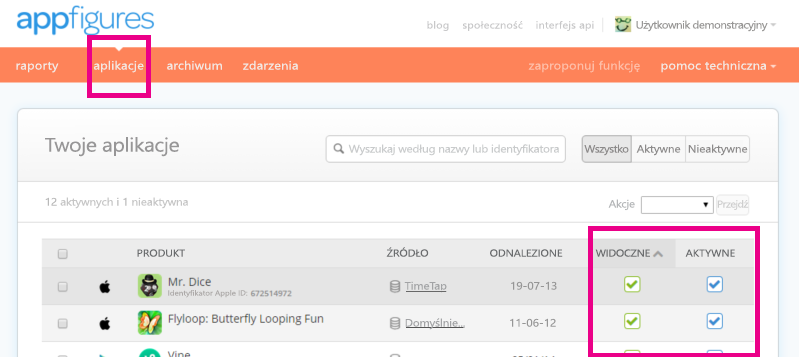 appfigures
blog społeczność interfejs api Użytkownik demonstracyjny
raporty aplikacje archiwum zdarzenia zaproponuj funkcję pomoc techniczna
Twoje aplikacje Wyszukaj według nazwy lub identyfikatora Wszystko Aktywne Nieaktywne
12 aktywnych i 1 nieaktywna Akcje Przejdź
PRODUKT ŹRÓDŁO ODNALEZIONE WIDOCZNE AKTYWNE
Mr. Dice TimeTap 19-07-13
Identyfikator Apple ID: 672514972
Flyloop: Butterfly Looping Fun Domyślnie... 11-06-12
Vine